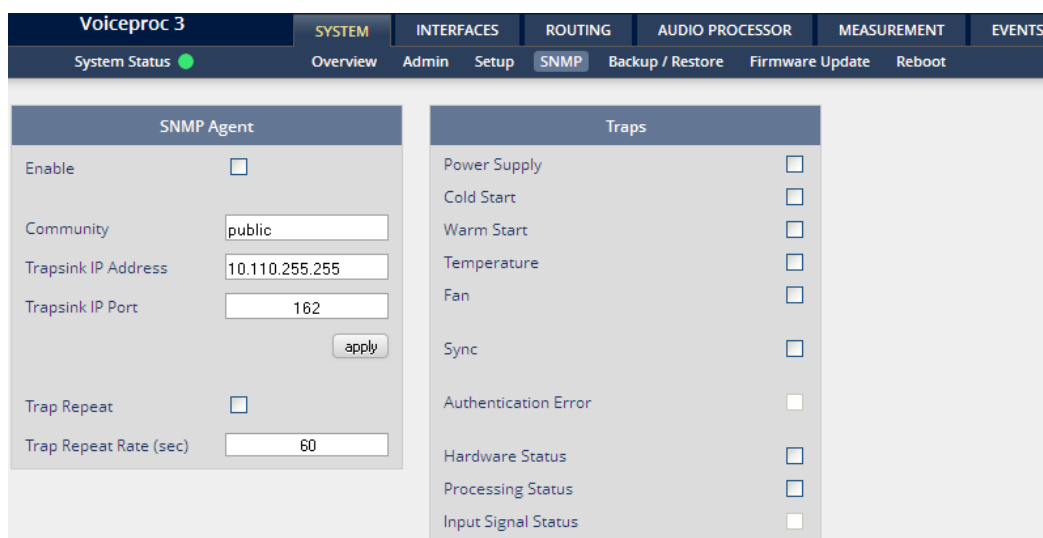 Voiceproc 3
SYSTEM INTERFACES ROUTING AUDIO PROCESSOR MEASUREMENT EVENTS
System Status Overview Admin Setup SNMP Backup / Restore Firmware Update Reboot
SNMP Agent
Enable
Community public
Trapsink IP Address 10.110.255.255
Trapsink IP Port 162
apply
Trap Repeat
Trap Repeat Rate (sec) 60
Traps
Power Supply
Cold Start
Warm Start
Temperature
Fan
Sync
Authentication Error
Hardware Status
Processing Status
Input Signal Status